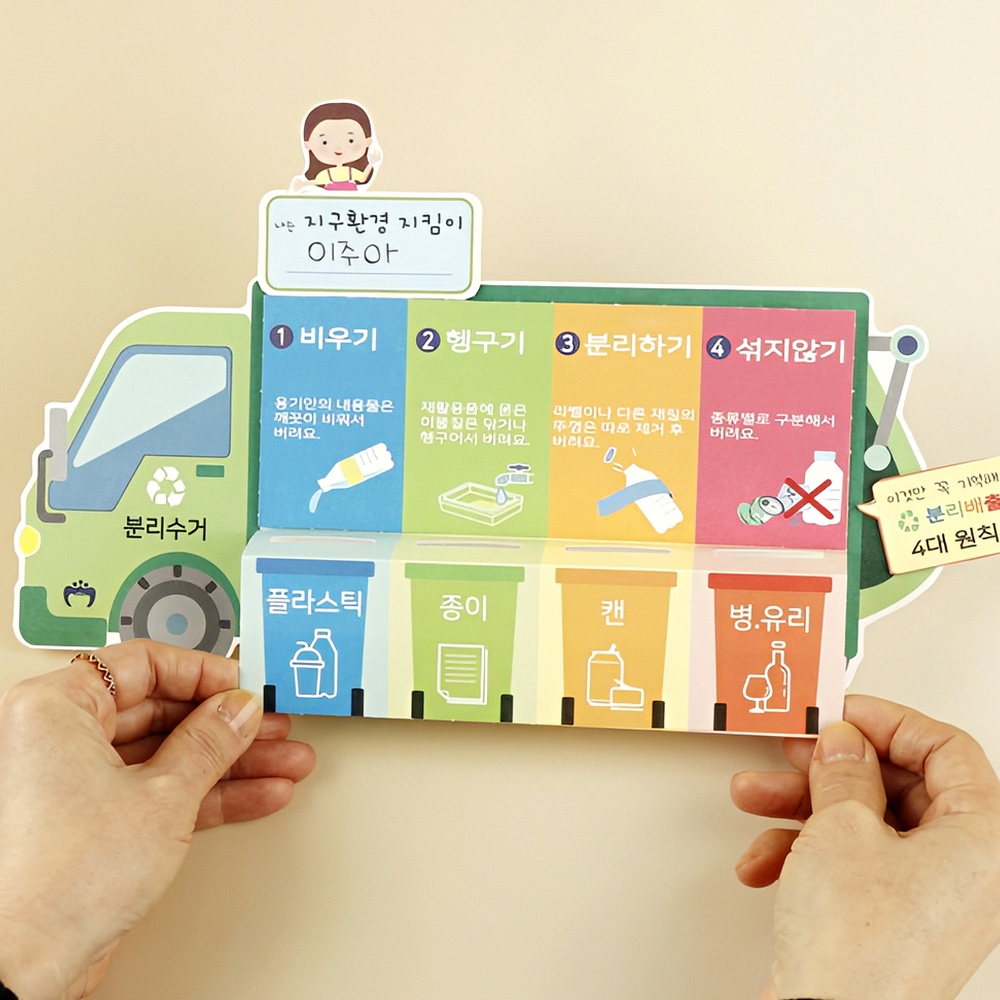 나는 지구환경 지킴이
이주아
1 비우기
용기안의 내용물은
깨끗이 비워서
버려요.
2 헹구기
재활용품에 묻은
이물질은 닦거나
헹구어서 버려요.
3 분리하기
라벨이나 다른 재질의
뚜껑은 따로 제거 후
버려요.
4 섞지않기
종류별로 구분해서
버려요.
이것만 꼭
분리배출
4대 원칙
분리수거
플라스틱
종이
캔
병.유리